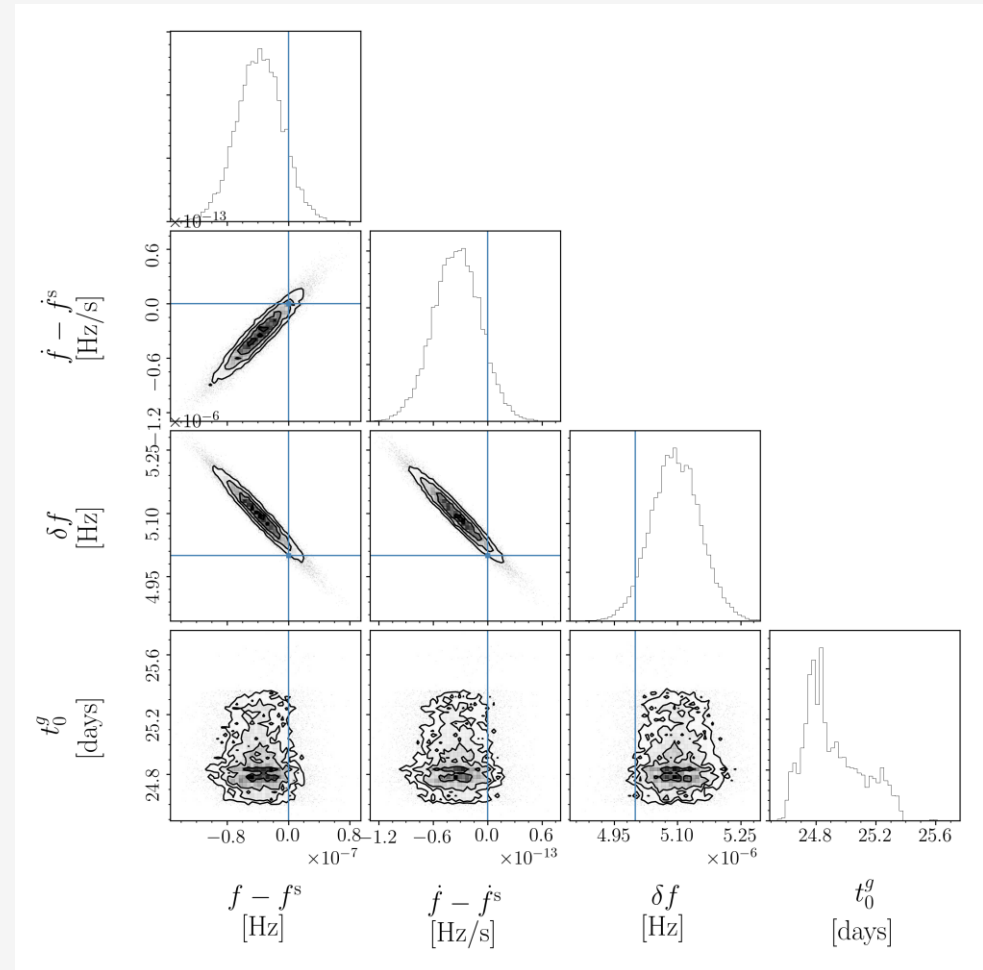 ×10⁻¹³
0.6
0.0
−0.6
−1.2
ḟ − ḟˢ
[Hz/s]
×10⁻⁶
5.25
5.10
4.95
δf
[Hz]
25.6
25.2
24.8
t₀ᵍ
[days]
−0.8 0.0 0.8 −1.2 −0.6 0.0 0.6 4.95 5.10 5.25 24.8 25.2 25.6
×10⁻⁷ ×10⁻¹³ ×10⁻⁶
f − fˢ ḟ − ḟˢ δf t₀ᵍ
[Hz] [Hz/s] [Hz] [days]